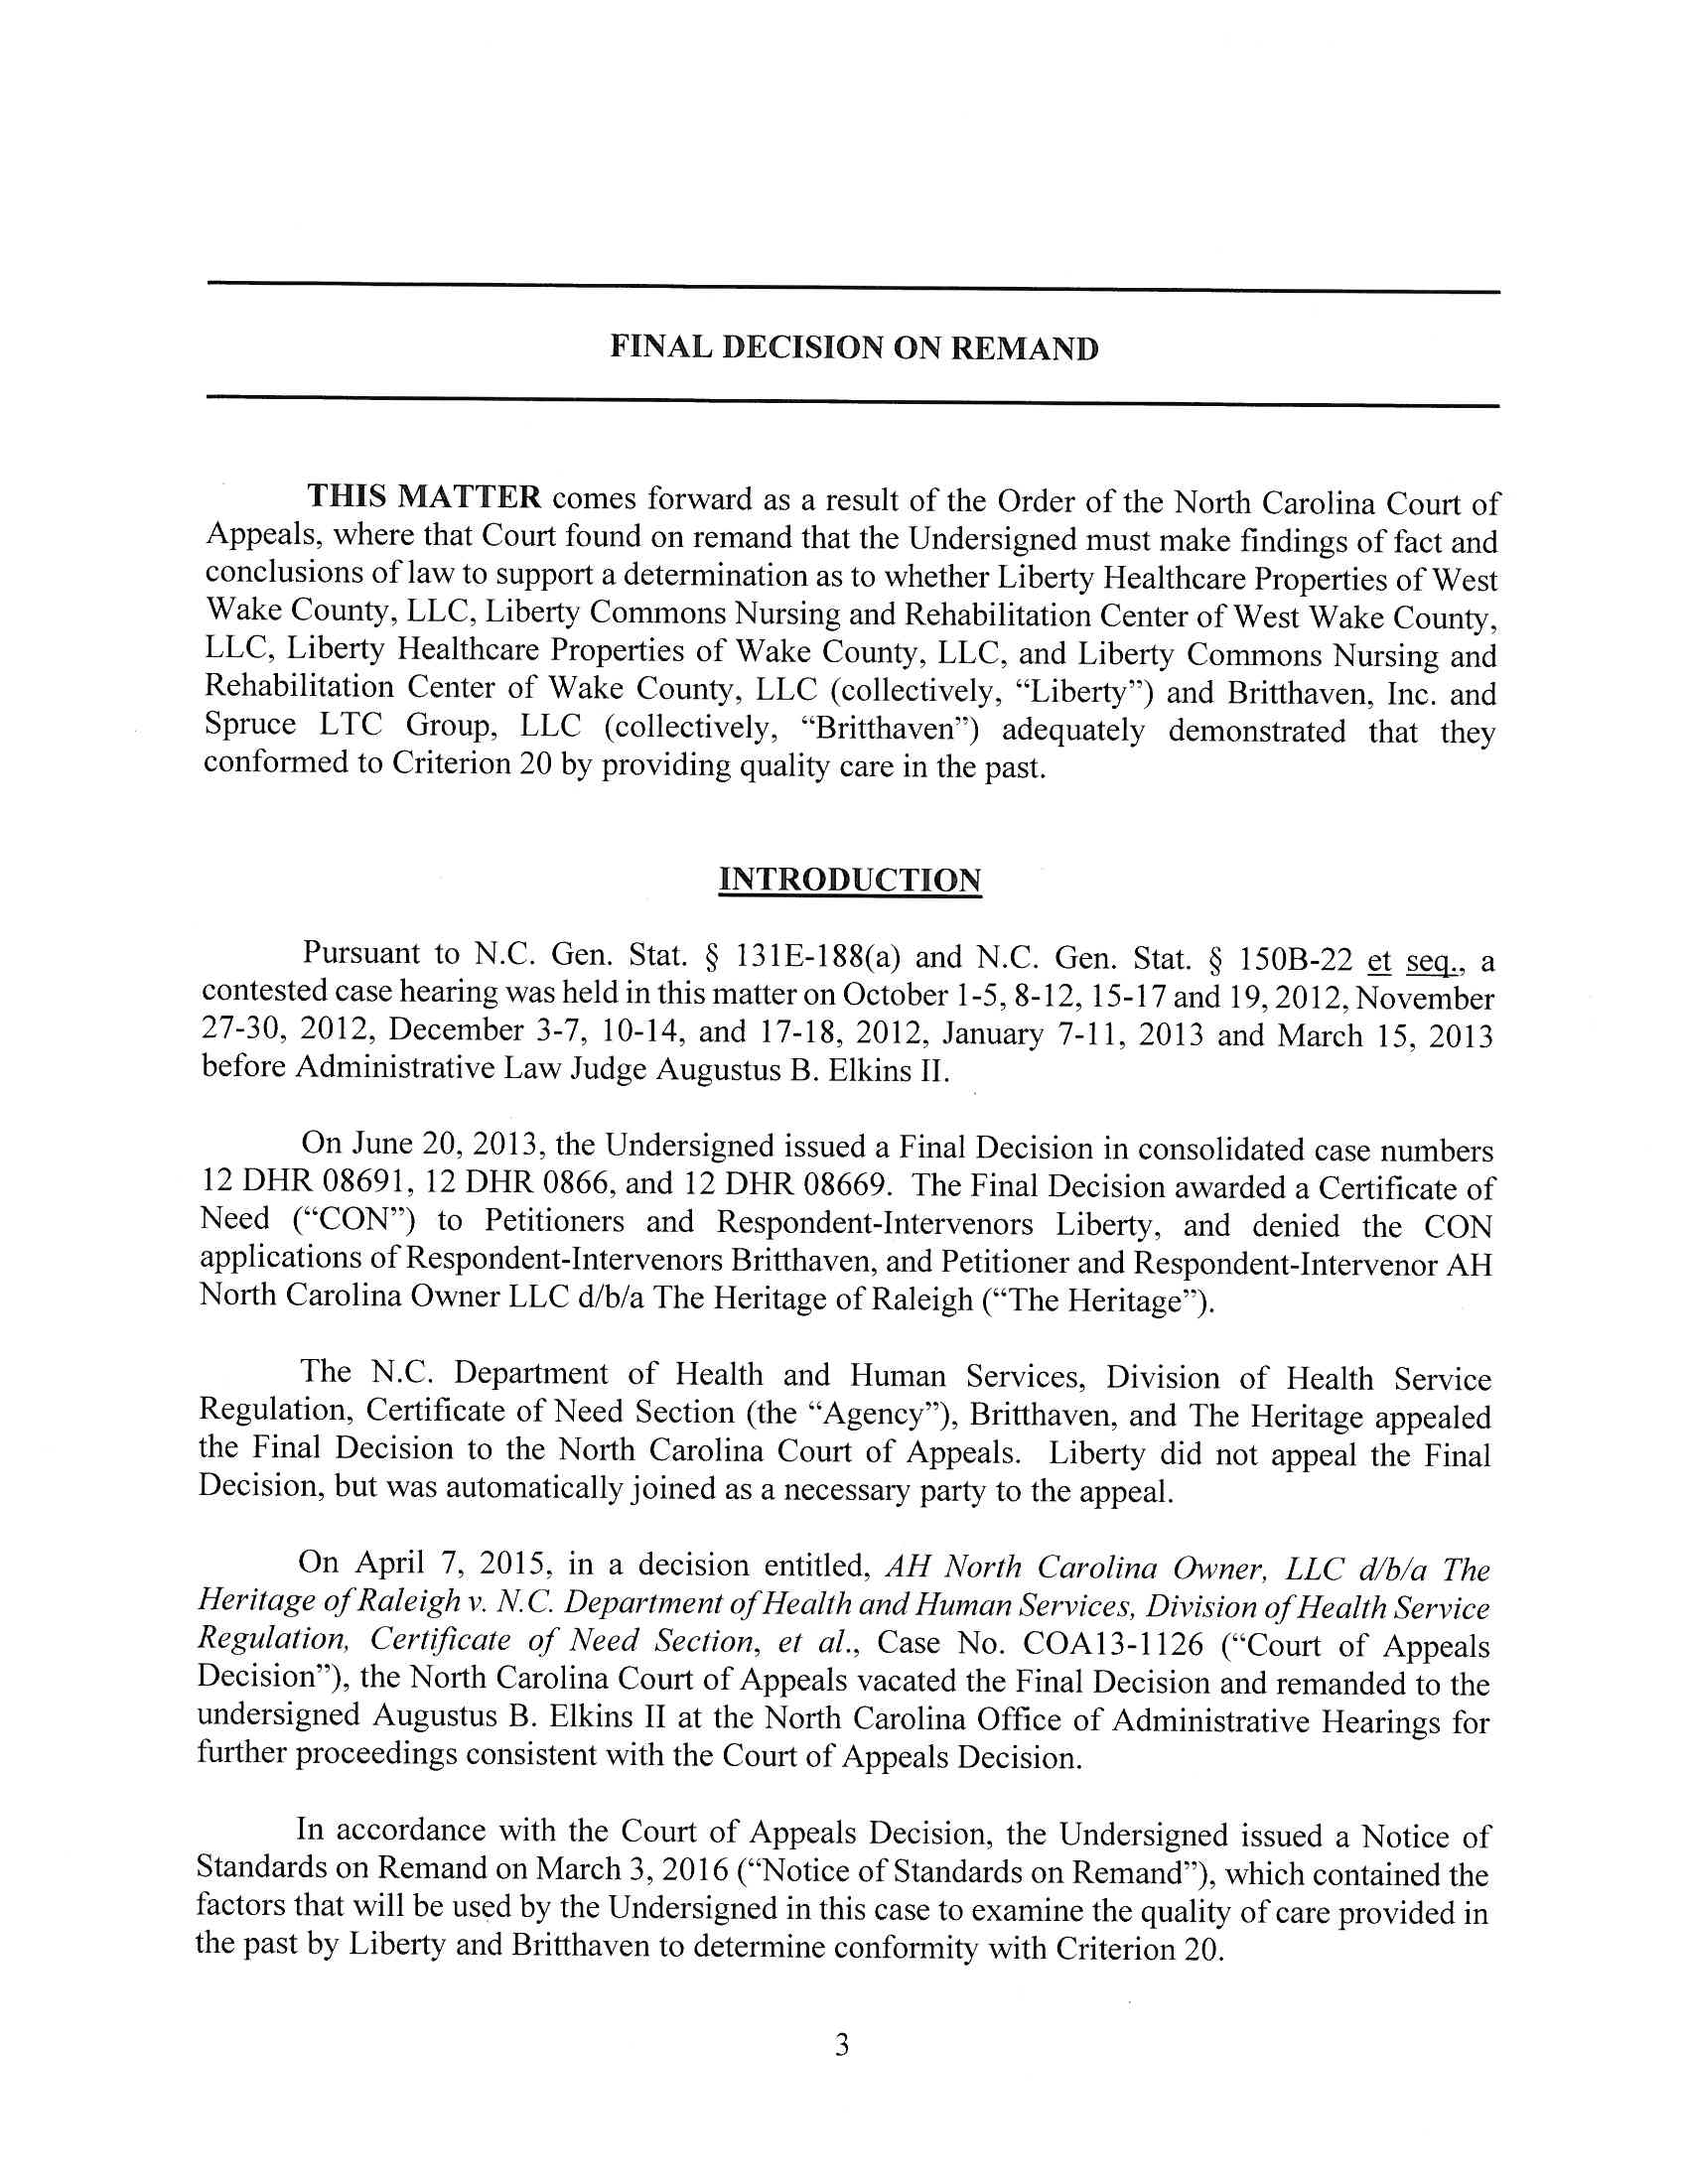 FINAL DECISION ON REMAND
THIS MATTER comes forward as a result of the Order of the North Carolina Court of
Appeals, where that Court found on remand that the Undersigned must make findings of fact and
conclusions of law to support a determination as to whether Liberty Healthcare Properties of West
Wake County, LLC, Liberty Commons Nursing and Rehabilitation Center of West Wake County,
LLC, Liberty Healthcare Properties of Wake County, LLC, and Liberty Commons Nursing and
Rehabilitation Center of Wake County, LLC (collectively, “Liberty”) and Britthaven, Inc. and
Spruce LTC Group, LLC (collectively, “Britthaven”) adequately demonstrated that they
conformed to Criterion 20 by providing quality care in the past.
INTRODUCTION
Pursuant to N.C. Gen. Stat. § 131E-188(a) and N.C. Gen. Stat. § 150B-22 et seq., a
contested case hearing was held in this matter on October 1-5, 8-12, 15-17 and 19, 2012, November
27-30, 2012, December 3-7, 10-14, and 17-18, 2012, January 7-11, 2013 and March 15, 2013
before Administrative Law Judge Augustus B. Elkins II.
On June 20, 2013, the Undersigned issued a Final Decision in consolidated case numbers
12 DHR 08691, 12 DHR 0866, and 12 DHR 08669. The Final Decision awarded a Certificate of
Need (“CON”) to Petitioners and Respondent-Intervenors Liberty, and denied the CON
applications of Respondent-Intervenors Britthaven, and Petitioner and Respondent-Intervenor AH
North Carolina Owner LLC d/b/a The Heritage of Raleigh (“The Heritage”).
The N.C. Department of Health and Human Services, Division of Health Service
Regulation, Certificate of Need Section (the “Agency”), Britthaven, and The Heritage appealed
the Final Decision to the North Carolina Court of Appeals. Liberty did not appeal the Final
Decision, but was automatically joined as a necessary party to the appeal.
On April 7, 2015, in a decision entitled, AH North Carolina Owner, LLC d/b/a The
Heritage of Raleigh v. N.C. Department of Health and Human Services, Division of Health Service
Regulation, Certificate of Need Section, et al., Case No. COA13-1126 (“Court of Appeals
Decision”), the North Carolina Court of Appeals vacated the Final Decision and remanded to the
undersigned Augustus B. Elkins II at the North Carolina Office of Administrative Hearings for
further proceedings consistent with the Court of Appeals Decision.
In accordance with the Court of Appeals Decision, the Undersigned issued a Notice of
Standards on Remand on March 3, 2016 (“Notice of Standards on Remand”), which contained the
factors that will be used by the Undersigned in this case to examine the quality of care provided in
the past by Liberty and Britthaven to determine conformity with Criterion 20.
3